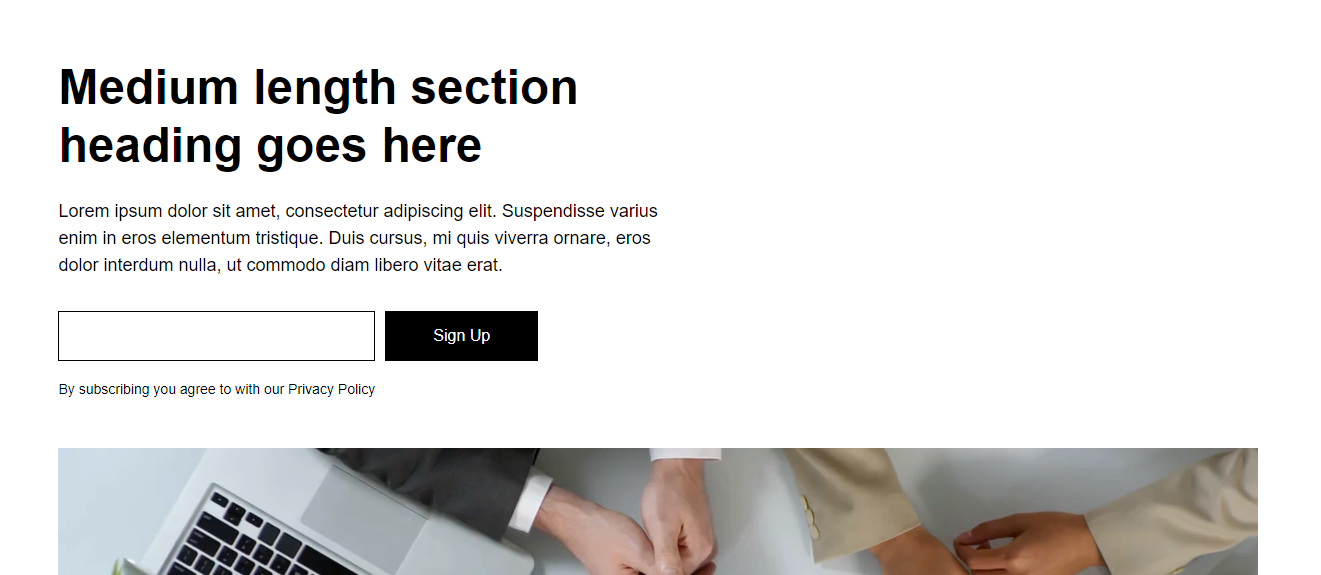 Medium length section
heading goes here
Lorem ipsum dolor sit amet, consectetur adipiscing elit. Suspendisse varius
enim in eros elementum tristique. Duis cursus, mi quis viverra ornare, eros
dolor interdum nulla, ut commodo diam libero vitae erat.
Sign Up
By subscribing you agree to with our Privacy Policy